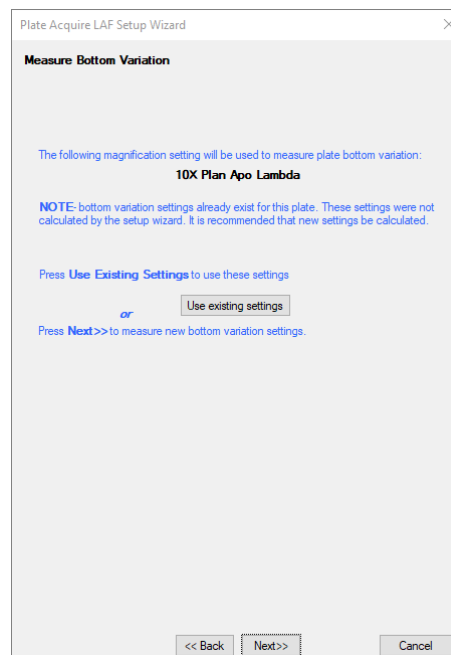 Plate Acquire LAF Setup Wizard
Measure Bottom Variation
The following magnification setting will be used to measure plate bottom variation:
10X Plan Apo Lambda
NOTE- bottom variation settings already exist for this plate. These settings were not
calculated by the setup wizard. It is recommended that new settings be calculated.
Press Use Existing Settings to use these settings
Use existing settings
or
Press Next>> to measure new bottom variation settings.
<< Back Next>> Cancel